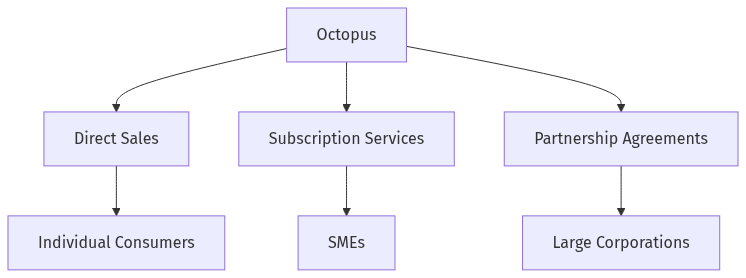 Octopus
Direct Sales
Subscription Services
Partnership Agreements
Individual Consumers
SMEs
Large Corporations